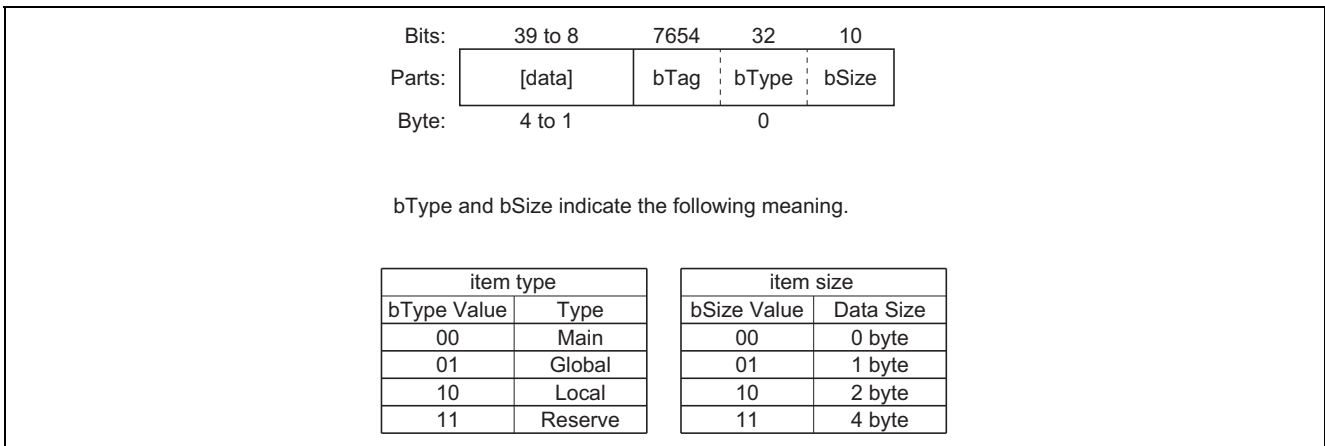 Bits: 39 to 8 7654 32 10
Parts: [data] bTag bType bSize
Byte: 4 to 1 0
bType and bSize indicate the following meaning.
item type item size
bType Value Type bSize Value Data Size
00 Main 00 0 byte
01 Global 01 1 byte
10 Local 10 2 byte
11 Reserve 11 4 byte